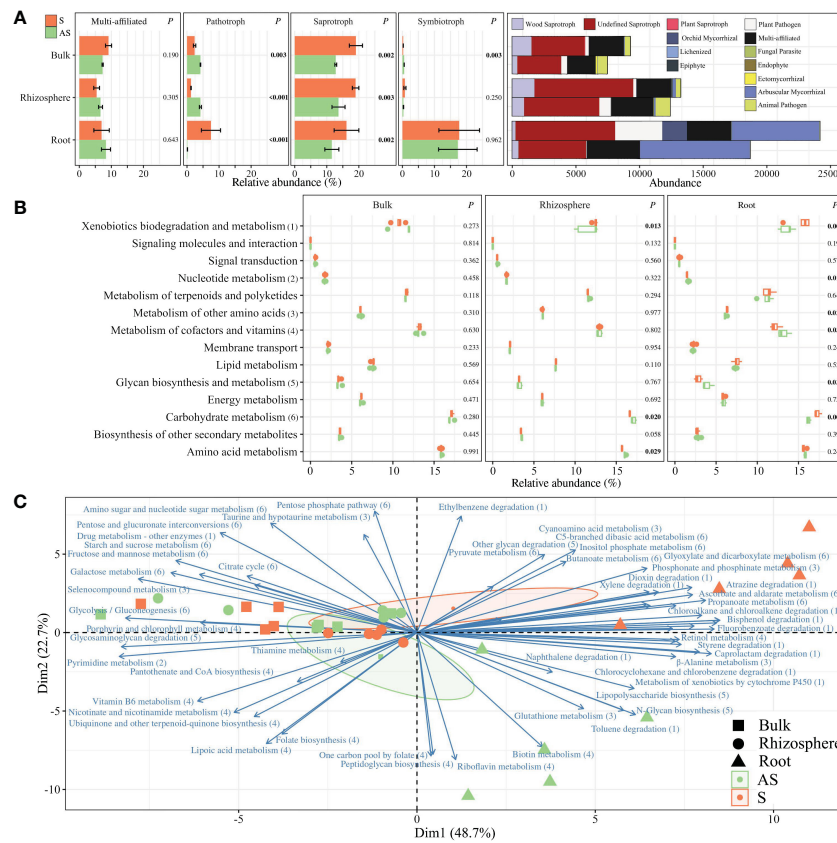 A
S
AS
Multi-affiliated P
Pathotroph P
Saprotroph P
Symbiotroph P
Bulk
0.190
0.003
0.002
0.003
Rhizosphere
0.305
<0.001
0.003
0.250
Root
0.643
<0.001
0.002
0.962
0 10 20
0 10 20
0 10 20
0 10 20
Relative abundance (%)
Wood Saprotroph
Undefined Saprotroph
Plant Saprotroph
Plant Pathogen
Orchid Mycorrhizal
Multi-affiliated
Lichenized
Fungal Parasite
Epiphyte
Endophyte
Ectomycorrhizal
Arbuscular Mycorrhizal
Animal Pathogen
0 5000 10000 15000 20000 2500
Abundance
B
Bulk P
Rhizosphere P
Root P
Xenobiotics biodegradation and metabolism (1) 0.273 0.013
Signaling molecules and interaction 0.814 0.132
Signal transduction 0.362 0.608
Nucleotide metabolism (2) 0.458 0.322
Metabolism of terpenoids and polyketides 0.118 0.294
Metabolism of other amino acids (3) 0.310 0.977
Metabolism of cofactors and vitamins (4) 0.630 0.802
Membrane transport 0.233 0.954
Lipid metabolism 0.569 0.110
Glycan biosynthesis and metabolism (5) 0.654 0.767
Energy metabolism 0.471 0.692
Carbohydrate metabolism (6) 0.280 0.020
Biosynthesis of other secondary metabolites 0.445 0.058
Amino acid metabolism 0.991 0.029
0 5 10 15
0 5 10 15
0 5 10 15
Relative abundance (%)
C
Amino sugar and nucleotide sugar metabolism (6)
Pentose phosphate pathway (6)
Ethylbenzene degradation (1)
Taurine and hypotaurine metabolism (3)
Pentose and glucuronate interconversions (6)
Cyanoamino acid metabolism (3)
Drug metabolism - other enzymes (1)
C5-branched dibasic acid metabolism (6)
Starch and sucrose metabolism (6)
Other glycan degradation (5)
Inositol phosphate metabolism (6)
Fructose and mannose metabolism (6)
Pyruvate metabolism (6)
Glyoxylate and dicarboxylate metabolism (6)
Citrate cycle (6)
Butanoate metabolism (6)
Galactose metabolism (6)
Phosphonate and phosphinate metabolism (3)
Dioxin degradation (1)
Selenocompound metabolism (3)
Xylene degradation (1)
Atrazine degradation (1)
Ascorbate and aldarate metabolism (6)
Propanoate metabolism (6)
Glycolysis / Gluconeogenesis (6)
Chloroalkane and chloroalkene degradation (1)
Bisphenol degradation (1)
Porphyrin and chlorophyll metabolism (4)
Fluorobenzoate degradation (1)
Glycosaminoglycan degradation (5)
Retinol metabolism (4)
Thiamine metabolism (4)
Styrene degradation (1)
Caprolactam degradation (1)
Pyrimidine metabolism (2)
Naphthalene degradation (1)
β-Alanine metabolism (3)
Pantothenate and CoA biosynthesis (4)
Chlorocyclohexane and chlorobenzene degradation (1)
Metabolism of xenobiotics by cytochrome P450 (1)
Vitamin B6 metabolism (4)
Lipopolysaccharide biosynthesis (5)
Nicotinate and nicotinamide metabolism (4)
Glutathione metabolism (3)
N-Glycan biosynthesis (5)
Ubiquinone and other terpenoid-quinone biosynthesis (4)
Toluene degradation (1)
Folate biosynthesis (4)
Lipoic acid metabolism (4)
One carbon pool by folate (4)
Biotin metabolism (4)
Peptidoglycan biosynthesis (4)
Riboflavin metabolism (4)
Bulk
Rhizosphere
Root
AS
S
5
0
-5
-10
Dim2 (22.7%)
-5 0 5 10
Dim1 (48.7%)